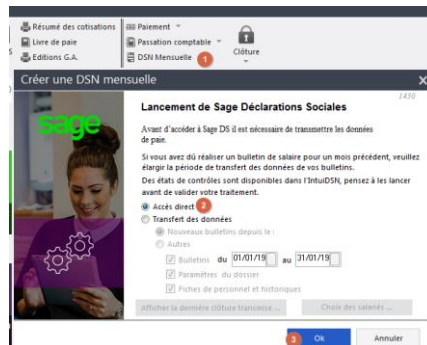 Résumé des cotisations
Paiement
Livre de paie
Passation comptable
Editions G.A.
DSN Mensuelle 1
Clôture
Créer une DSN mensuelle X
1430
sage
Lancement de Sage Déclarations Sociales
Avant d'accéder à Sage DS il est nécessaire de transmettre les données
de paie.
Si vous avez dû réaliser un bulletin de salaire pour un mois précédent, veuillez
élargir la période de transfert des données de vos bulletins.
Des états de contrôles sont disponibles dans l'IntuiDSN, pensez à les lancer
avant de valider votre traitement.
Accès direct 2
Transfert des données
Nouveaux bulletins depuis le :
Autres
Bulletins du 01/01/19 au 31/01/19
Paramètres du dossier
Fiches de personnel et historiques
Afficher la dernière clôture transmise ... Choix des salariés ...
3 Ok Annuler